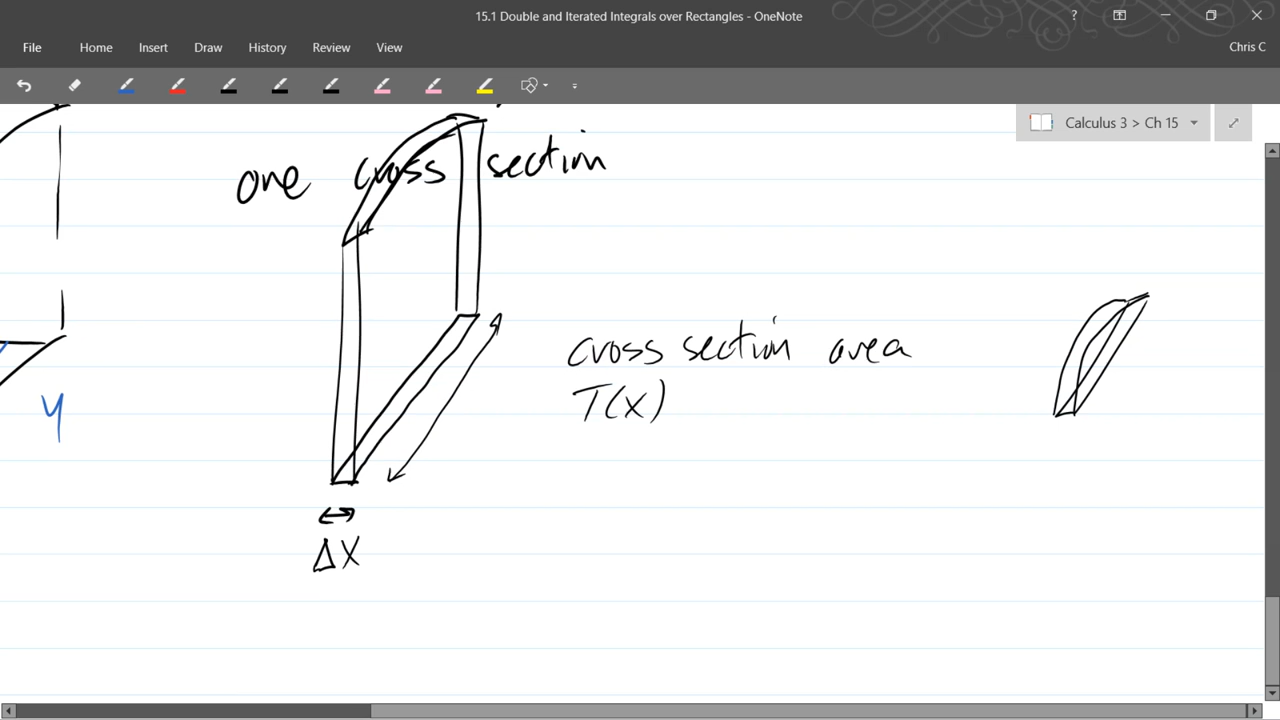 15.1 Double and Iterated Integrals over Rectangles - OneNote
?
File Home Insert Draw History Review View
Chris C
Calculus 3 > Ch 15
one cross section
cross section area
T(x)
y
Δx